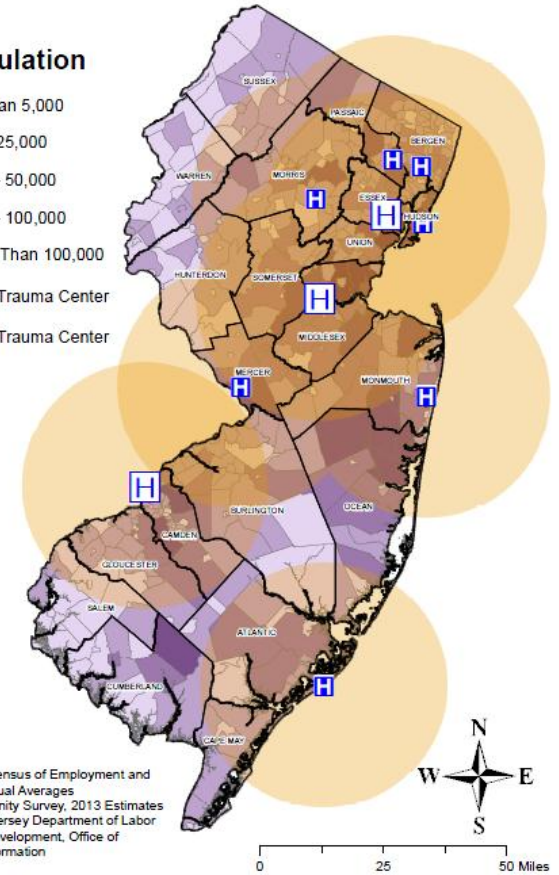 ulation
an 5,000
25,000
50,000
100,000
Than 100,000
Trauma Center
Trauma Center
SUSSEX
PASSAIC
BERGEN
WARREN
MORRIS
H
H
H
ESSEX
H
HUDSON
H
UNION
HUNTERDON
SOMERSET
H
MIDDLESEX
MERCER
H
MONMOUTH
H
H
BURLINGTON
OCEAN
CAMDEN
GLOUCESTER
SALEM
ATLANTIC
CUMBERLAND
H
CAPE MAY
ensus of Employment and
ual Averages
nity Survey, 2013 Estimates
ersey Department of Labor
evelopment, Office of
ormation
N
W E
S
0 25 50 Miles